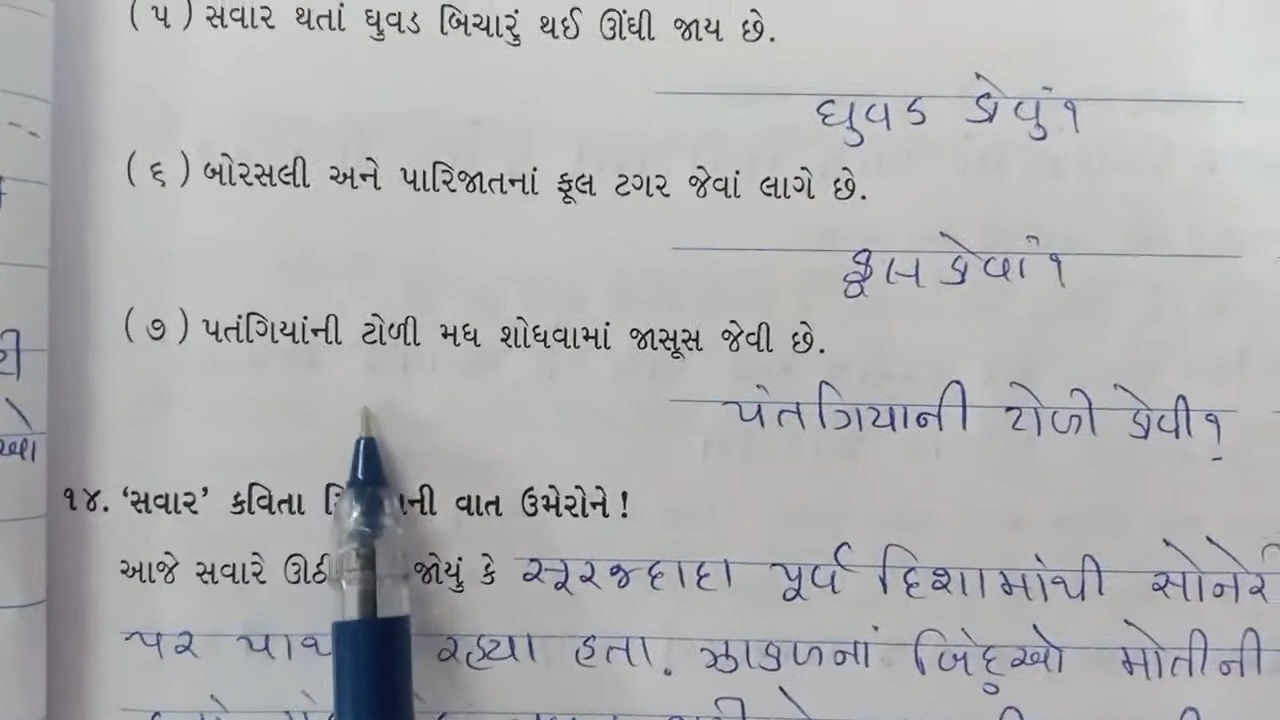 (૫) સવાર થતાં ઘુવડ બિચારું થઈ ઊંઘી જાય છે.
ઘુવડ કેવું?
(૬) બોરસલી અને પારિજાતનાં ફૂલ ટગર જેવાં લાગે છે.
ફૂલ કેવાં?
(૭) પતંગિયાંની ટોળી મધ શોધવામાં જાસૂસ જેવી છે.
પંતગિયાની ટોળી કેવી?
૧૪. ‘સવાર’ કવિતા ની વાત ઉમેરોને!
આજે સવારે ઊઠી જોયું કે સૂરજદાદા પૂર્વ દિશામાંથી સોનેરી
પર રહ્યા હતા. ઝાકળનાં બિંદુઓ મોતીની